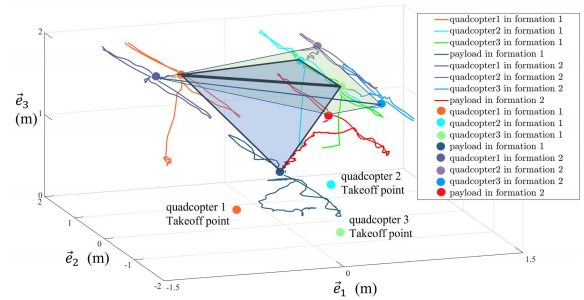 2
1
0
e⃗₃
(m)
1
0
-1
-2
e⃗₂ (m)
-1.5
0
1.5
e⃗₁ (m)
quadcopter 1
Takeoff point
quadcopter 2
Takeoff point
quadcopter 3
Takeoff point
quadcopter1 in formation 1
quadcopter2 in formation 1
quadcopter3 in formation 1
payload in formation 1
quadcopter1 in formation 2
quadcopter2 in formation 2
quadcopter3 in formation 2
payload in formation 2
quadcopter1 in formation 1
quadcopter2 in formation 1
quadcopter3 in formation 1
payload in formation 1
quadcopter1 in formation 2
quadcopter2 in formation 2
quadcopter3 in formation 2
payload in formation 2